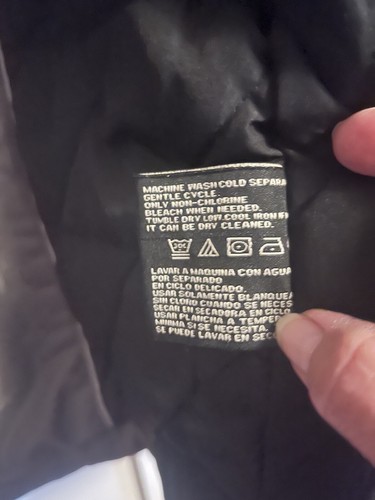 MACHINE WASH COLD SEPARA
GENTLE CYCLE.
ONLY NON-CHLORINE
BLEACH WHEN NEEDED.
TUMBLE DRY LOW. COOL IRON
IT CAN BE DRY CLEANED.
30C
LAVAR A MAQUINA CON AGUA
POR SEPARADO
EN CICLO DELICADO.
USAR SOLAMENTE BLANQUEA
SIN CLORO CUANDO SE NECES
SECAR EN SECADORA EN CICLO
USAR PLANCHA A TEMPER
MINIMA SI SE NECESITA.
SE PUEDE LAVAR EN SEC